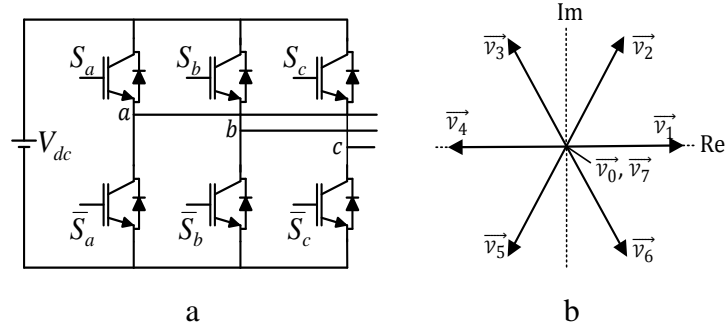 S_a S_b S_c
a
b
c
V_dc
S̅_a S̅_b S̅_c
a
Im
v⃗_3 v⃗_2
v⃗_4 v⃗_1 Re
v⃗_0, v⃗_7
v⃗_5 v⃗_6
b